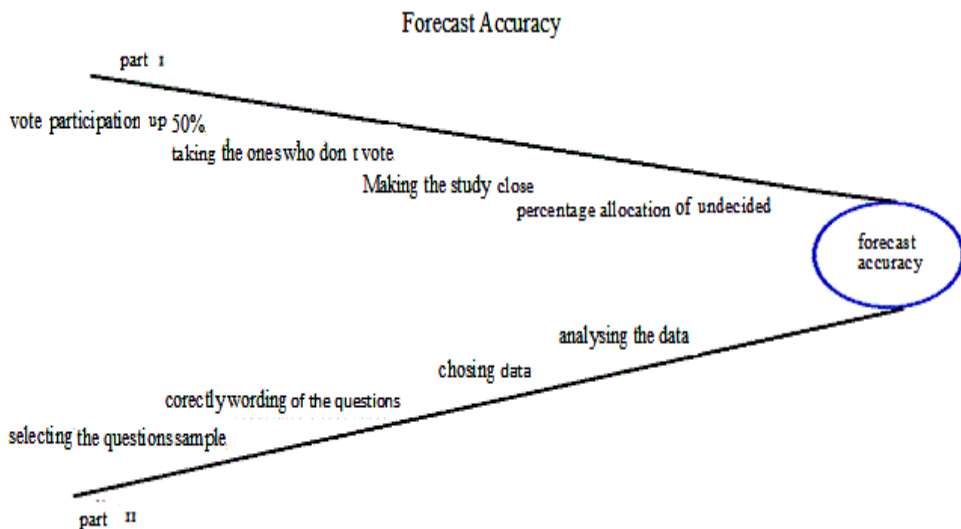 Forecast Accuracy
part I
vote participation up 50%
taking the ones who don t vote
Making the study close
percentage allocation of undecided
forecast
accuracy
analysing the data
chosing data
corectly wording of the questions
selecting the questions sample
part II